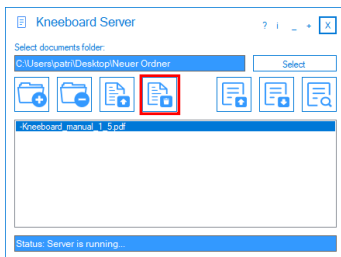 Kneeboard Server
? i _ + X
Select documents folder:
C:\Users\patri\Desktop\Neuer Ordner
Select
-Kneeboard_manual_1_5.pdf
Status: Server is running...